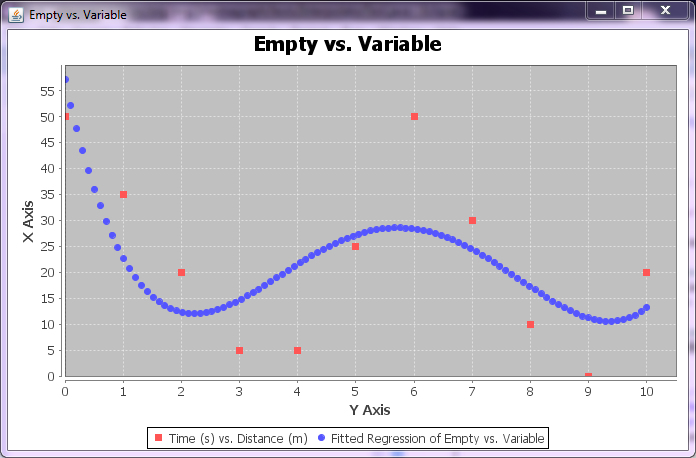 Empty vs. Variable
Empty vs. Variable
X Axis
55
50
45
40
35
30
25
20
15
10
5
0
0 1 2 3 4 5 6 7 8 9 10
Y Axis
Time (s) vs. Distance (m) Fitted Regression of Empty vs. Variable